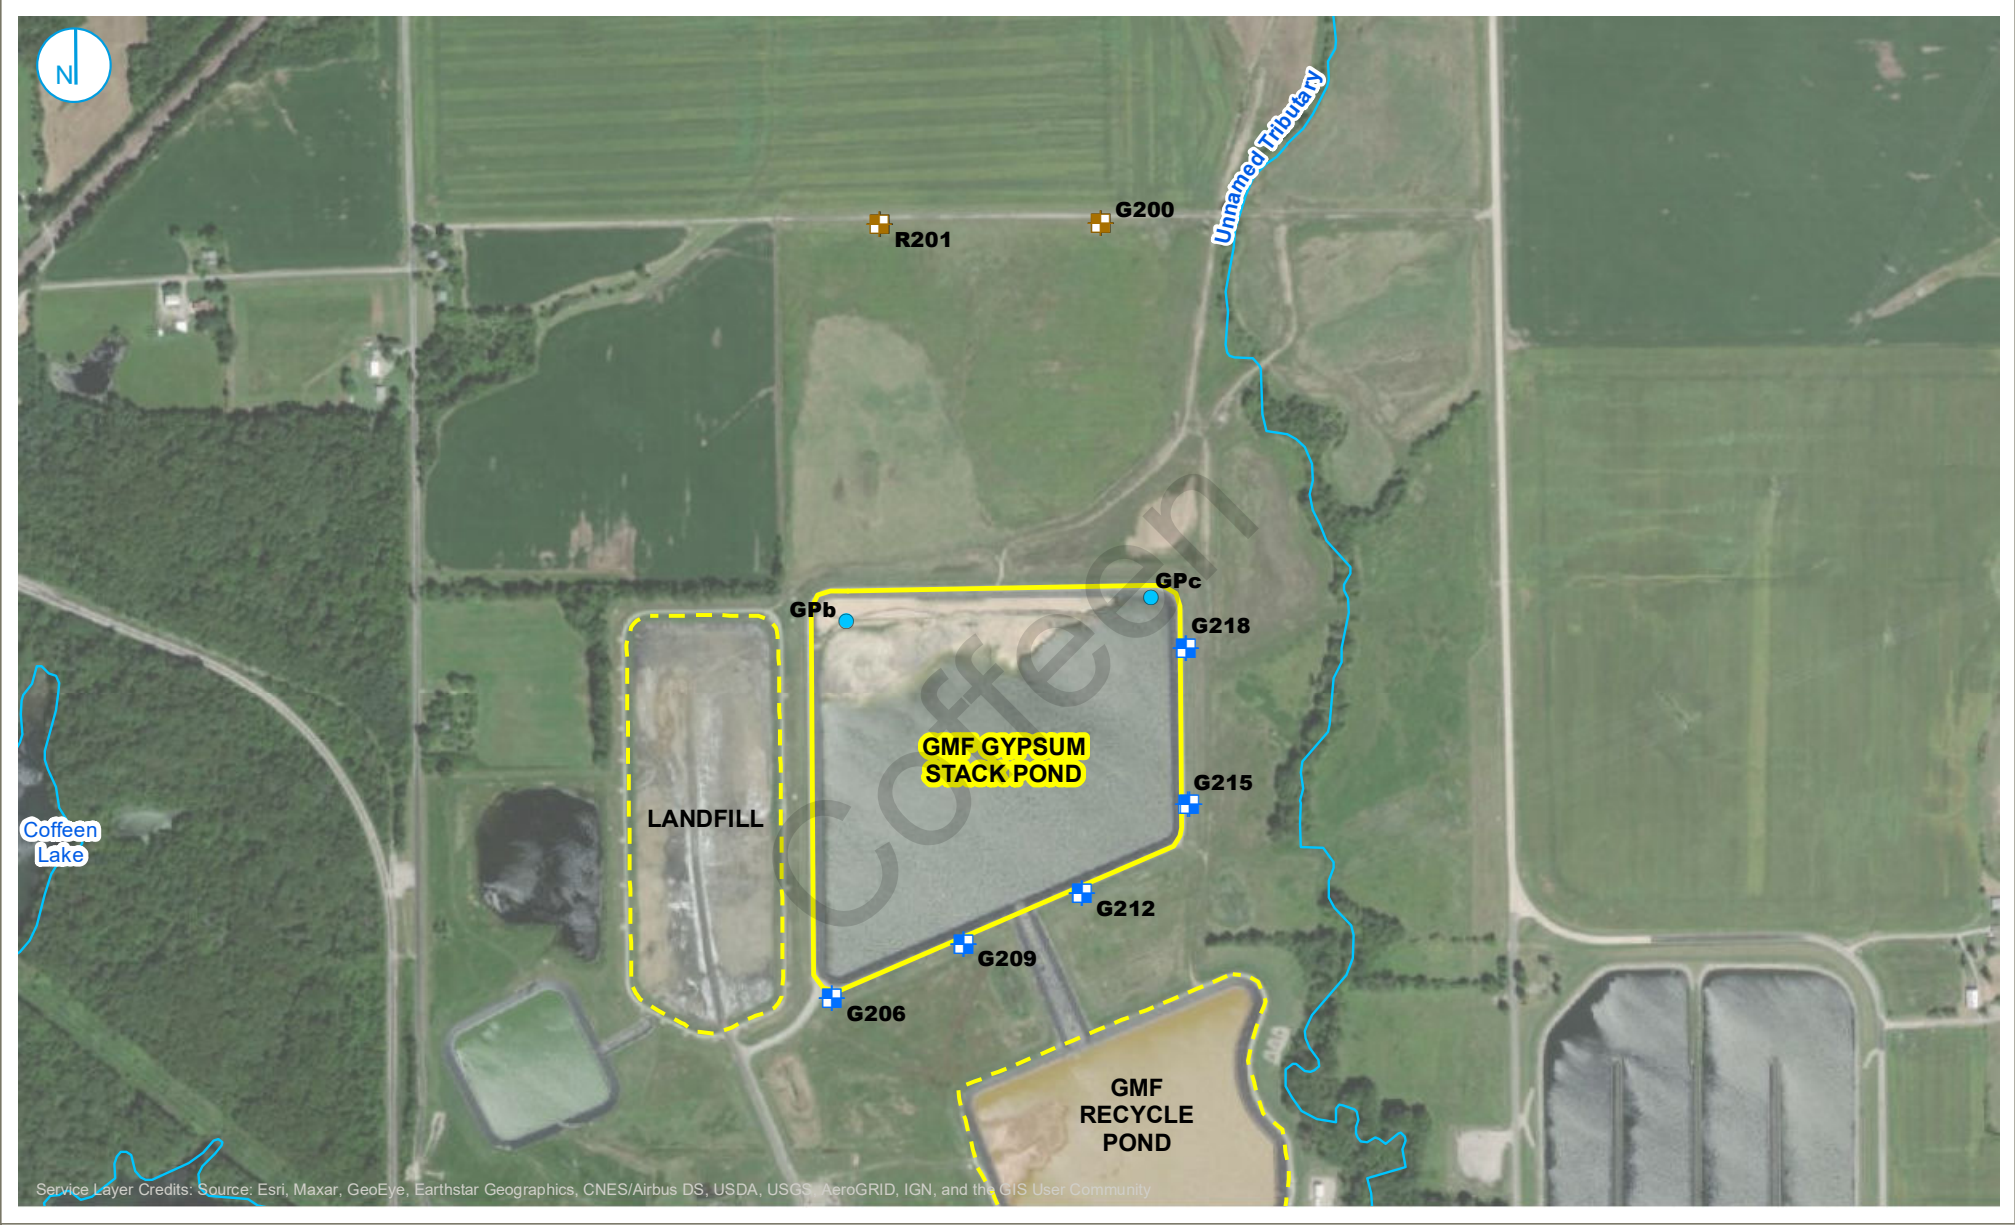 N
Unnamed Tributary
G200
R201
GPc
GPb
G218
GMF GYPSUM
STACK POND
G215
LANDFILL
Coffeen
Lake
Coffeen
G212
G209
G206
GMF
RECYCLE
POND
Service Layer Credits: Source: Esri, Maxar, GeoEye, Earthstar Geographics, CNES/Airbus DS, USDA, USGS, AeroGRID, IGN, and the GIS User Community